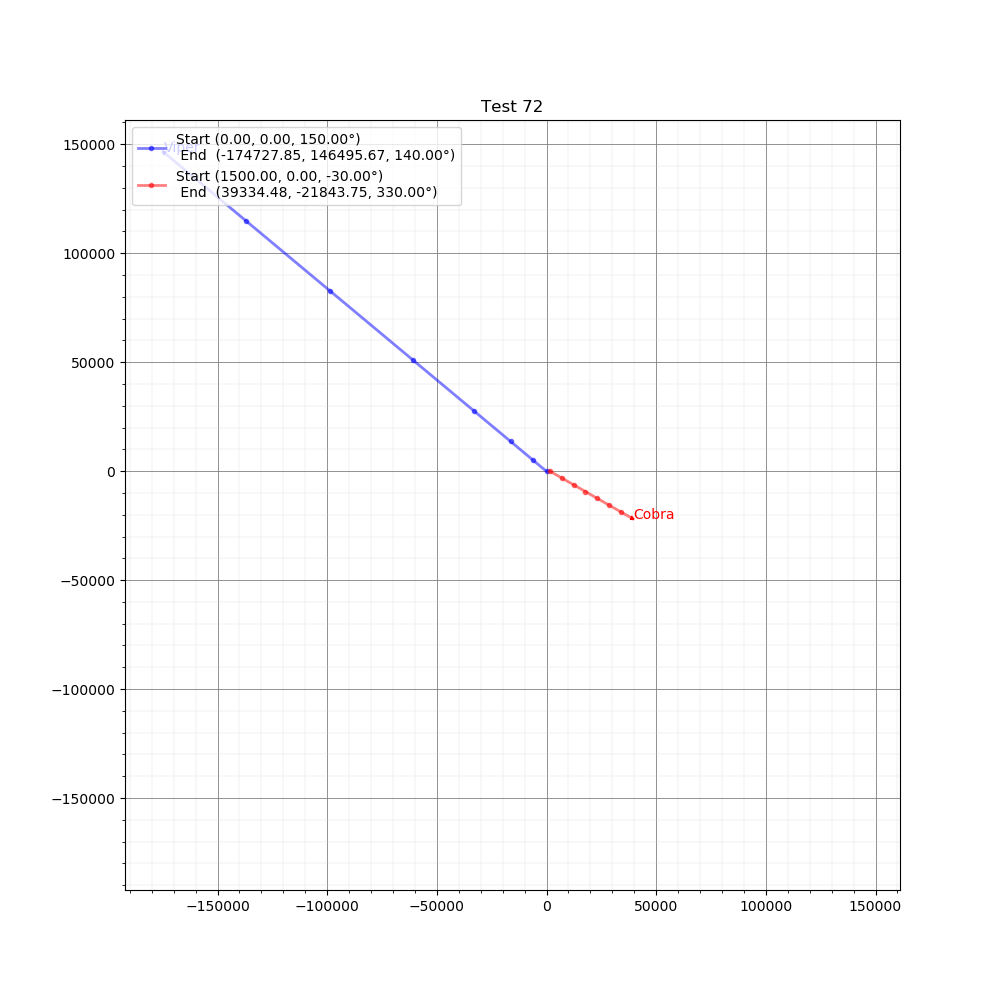 Test 72
Start (0.00, 0.00, 150.00°)
End (-174727.85, 146495.67, 140.00°)
Start (1500.00, 0.00, -30.00°)
End (39334.48, -21843.75, 330.00°)
Viper
150000
100000
50000
0
−50000
−100000
−150000
Cobra
−150000
−100000
−50000
0
50000
100000
150000